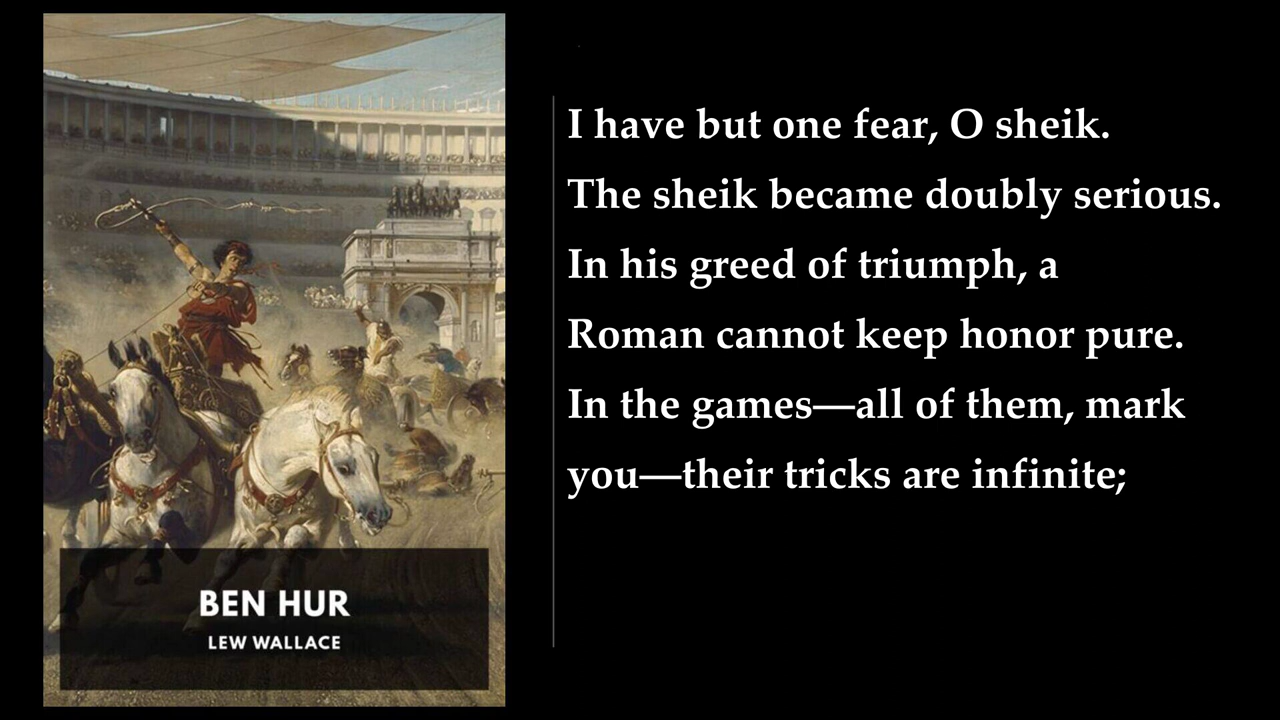 BEN HUR
LEW WALLACE
I have but one fear, O sheik.
The sheik became doubly serious.
In his greed of triumph, a
Roman cannot keep honor pure.
In the games—all of them, mark
you—their tricks are infinite;